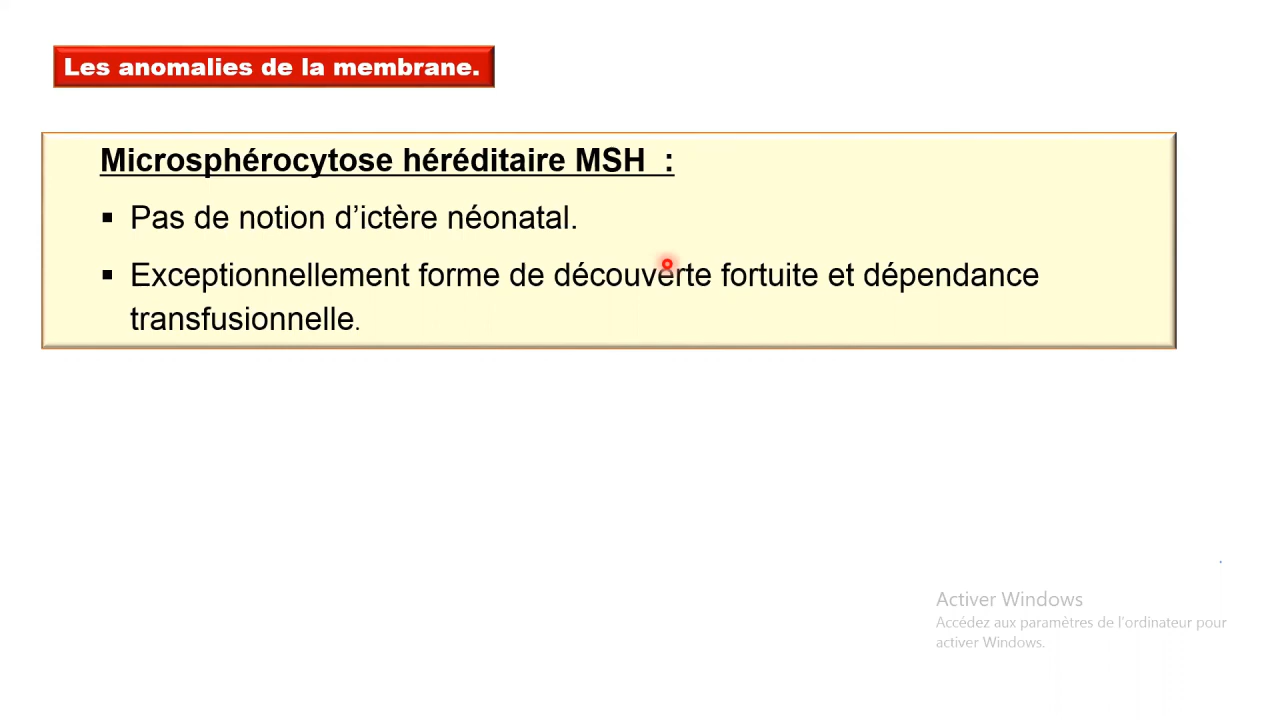 Les anomalies de la membrane.
Microsphérocytose héréditaire MSH :
▪ Pas de notion d’ictère néonatal.
▪ Exceptionnellement forme de découverte fortuite et dépendance
transfusionnelle.
Activer Windows
Accédez aux paramètres de l'ordinateur pour
activer Windows.